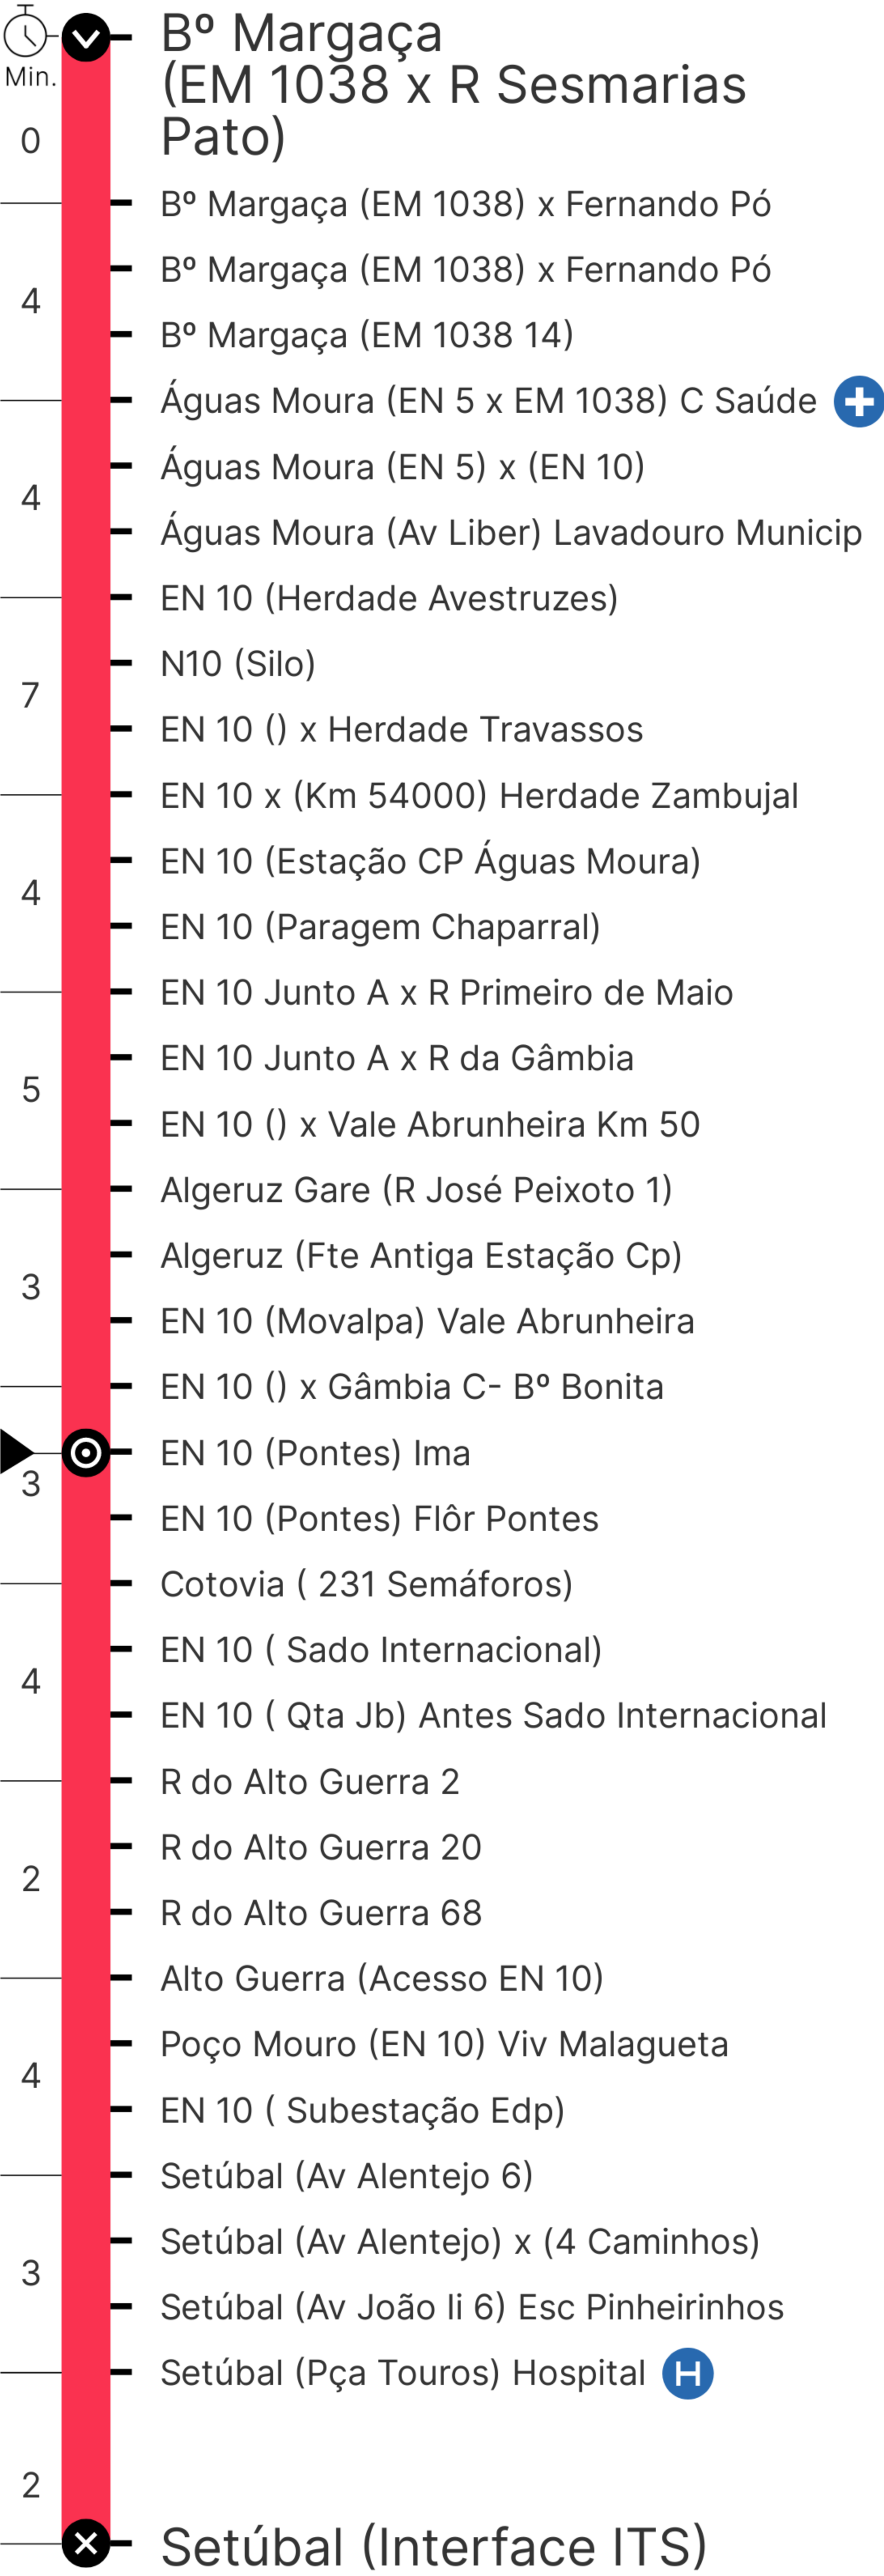 Min.
Bº Margaça
(EM 1038 x R Sesmarias
Pato)
0
Bº Margaça (EM 1038) x Fernando Pó
Bº Margaça (EM 1038) x Fernando Pó
4
Bº Margaça (EM 1038 14)
Águas Moura (EN 5 x EM 1038) C Saúde
Águas Moura (EN 5) x (EN 10)
4
Águas Moura (Av Liber) Lavadouro Municip
EN 10 (Herdade Avestruzes)
N10 (Silo)
7
EN 10 () x Herdade Travassos
EN 10 x (Km 54000) Herdade Zambujal
EN 10 (Estação CP Águas Moura)
4
EN 10 (Paragem Chaparral)
EN 10 Junto A x R Primeiro de Maio
EN 10 Junto A x R da Gâmbia
5
EN 10 () x Vale Abrunheira Km 50
Algeruz Gare (R José Peixoto 1)
Algeruz (Fte Antiga Estação Cp)
3
EN 10 (Movalpa) Vale Abrunheira
EN 10 () x Gâmbia C- Bº Bonita
EN 10 (Pontes) Ima
3
EN 10 (Pontes) Flôr Pontes
Cotovia ( 231 Semáforos)
EN 10 ( Sado Internacional)
4
EN 10 ( Qta Jb) Antes Sado Internacional
R do Alto Guerra 2
R do Alto Guerra 20
2
R do Alto Guerra 68
Alto Guerra (Acesso EN 10)
Poço Mouro (EN 10) Viv Malagueta
4
EN 10 ( Subestação Edp)
Setúbal (Av Alentejo 6)
Setúbal (Av Alentejo) x (4 Caminhos)
3
Setúbal (Av João Ii 6) Esc Pinheirinhos
Setúbal (Pça Touros) Hospital H
2
Setúbal (Interface ITS)